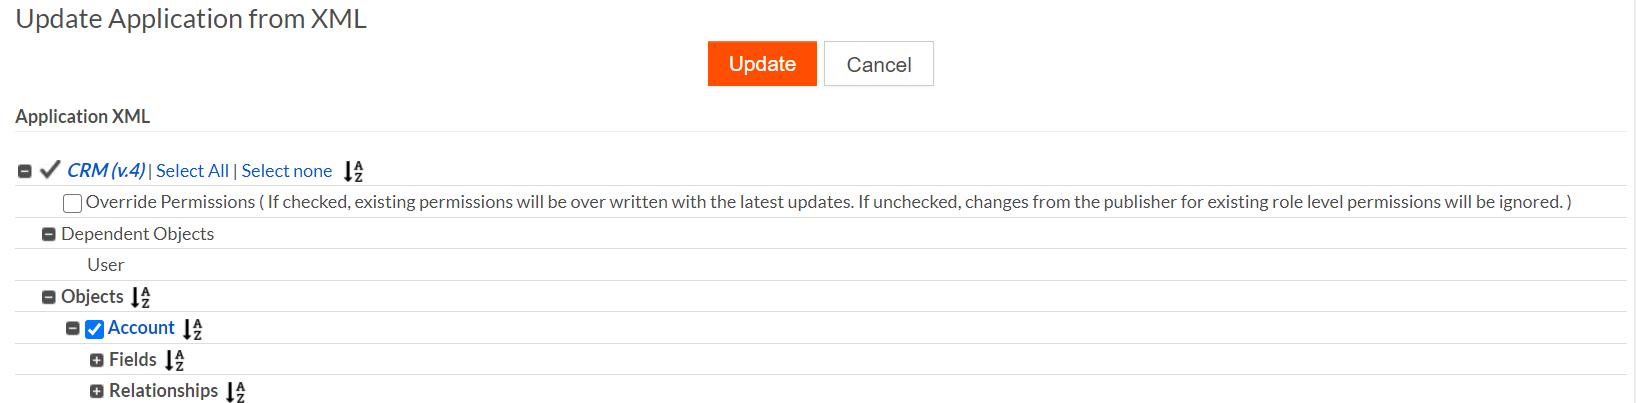 Update Application from XML
Update Cancel
Application XML
CRM (v.4) | Select All | Select none
Override Permissions ( If checked, existing permissions will be over written with the latest updates. If unchecked, changes from the publisher for existing role level permissions will be ignored. )
Dependent Objects
User
Objects
Account
Fields
Relationships